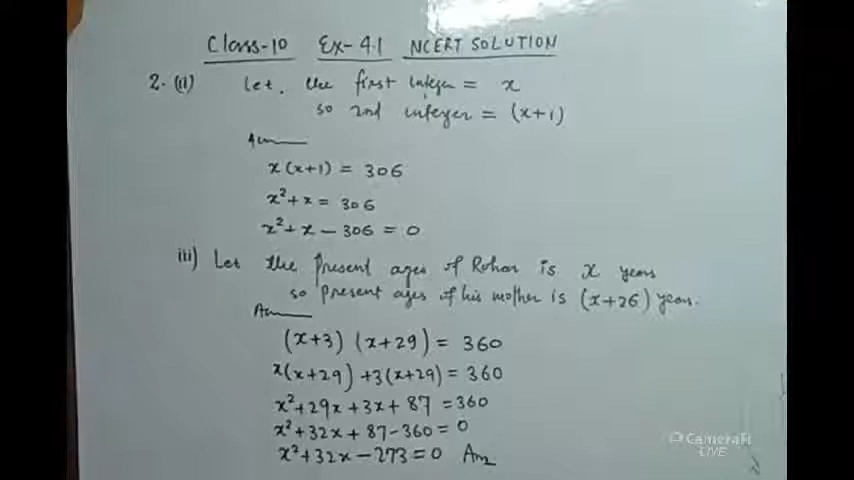 Class-10 Ex-4.1 NCERT SOLUTION
2. (ii) Let. the first integer = x
so 2nd integer = (x+1)
x(x+1) = 306
x²+x = 306
x²+x-306 = 0
iii) Let the Present ages of Rohan is x years
so Present ages of his mother is (x+26) years.
(x+3) (x+29) = 360
x(x+29) +3(x+29) = 360
x²+29x+3x+87 =360
x²+32x+87-360=0
x²+32x-273=0 Ans
CameraFi
LIVE